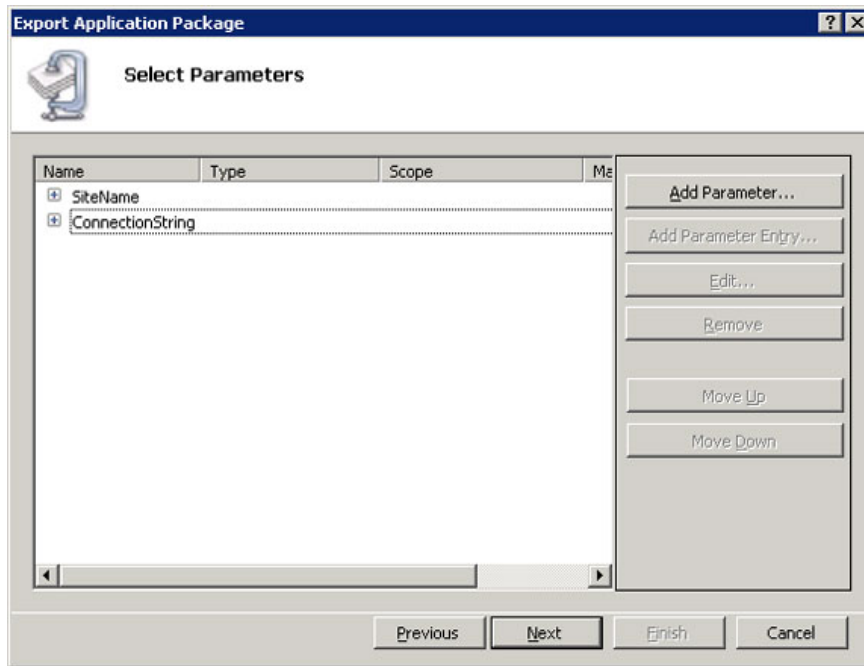 Export Application Package
Select Parameters
Name Type Scope Ma
SiteName
ConnectionString
Add Parameter...
Add Parameter Entry...
Edit...
Remove
Move Up
Move Down
Previous Next Finish Cancel